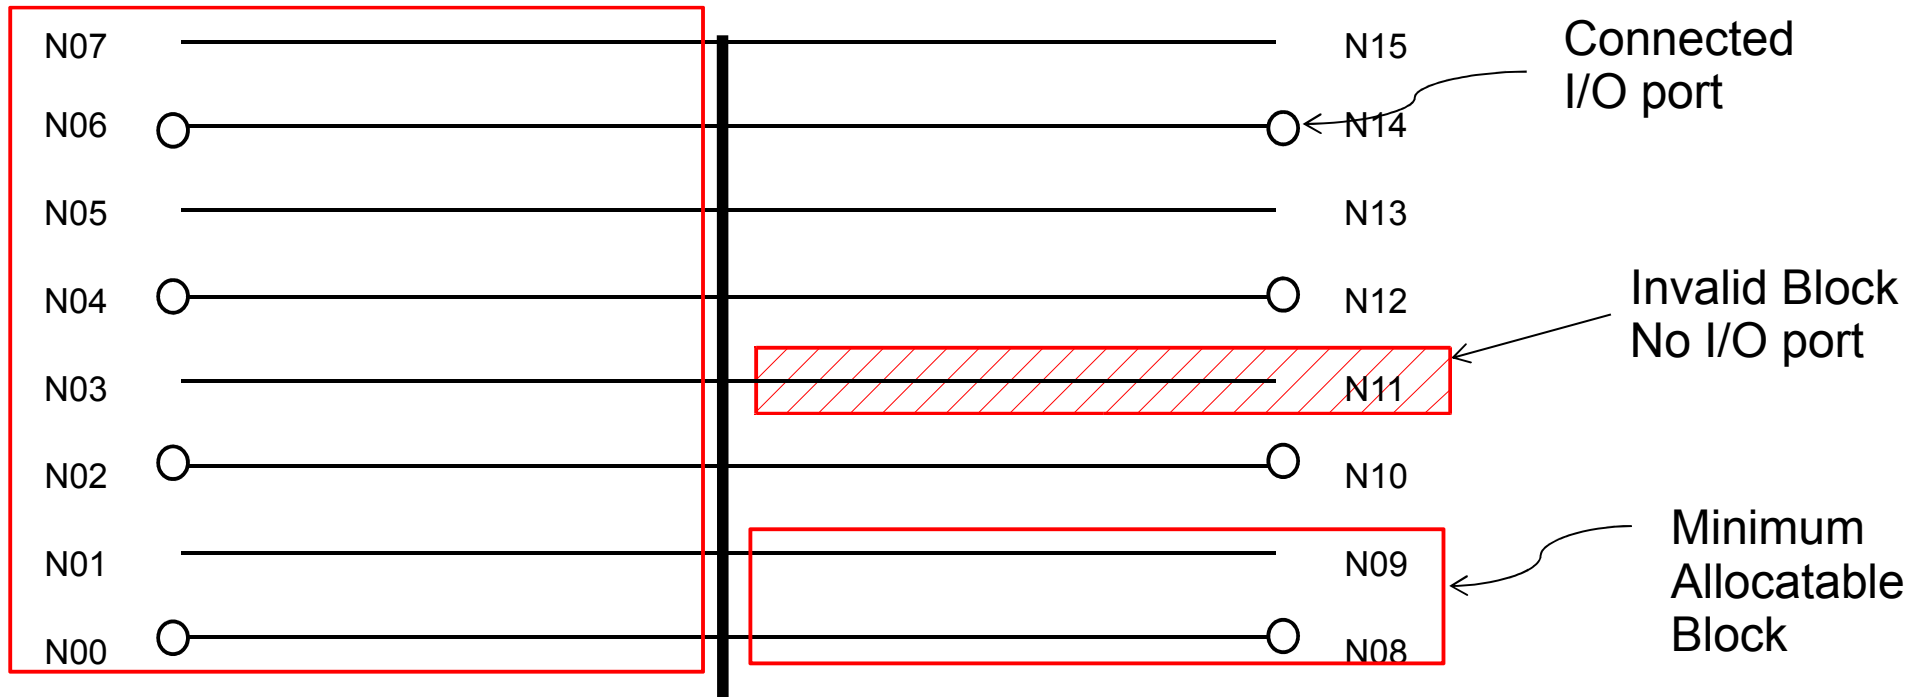 N07
N06
N05
N04
N03
N02
N01
N00
N15
N14
N13
N12
N11
N10
N09
N08
Connected
I/O port
Invalid Block
No I/O port
Minimum
Allocatable
Block